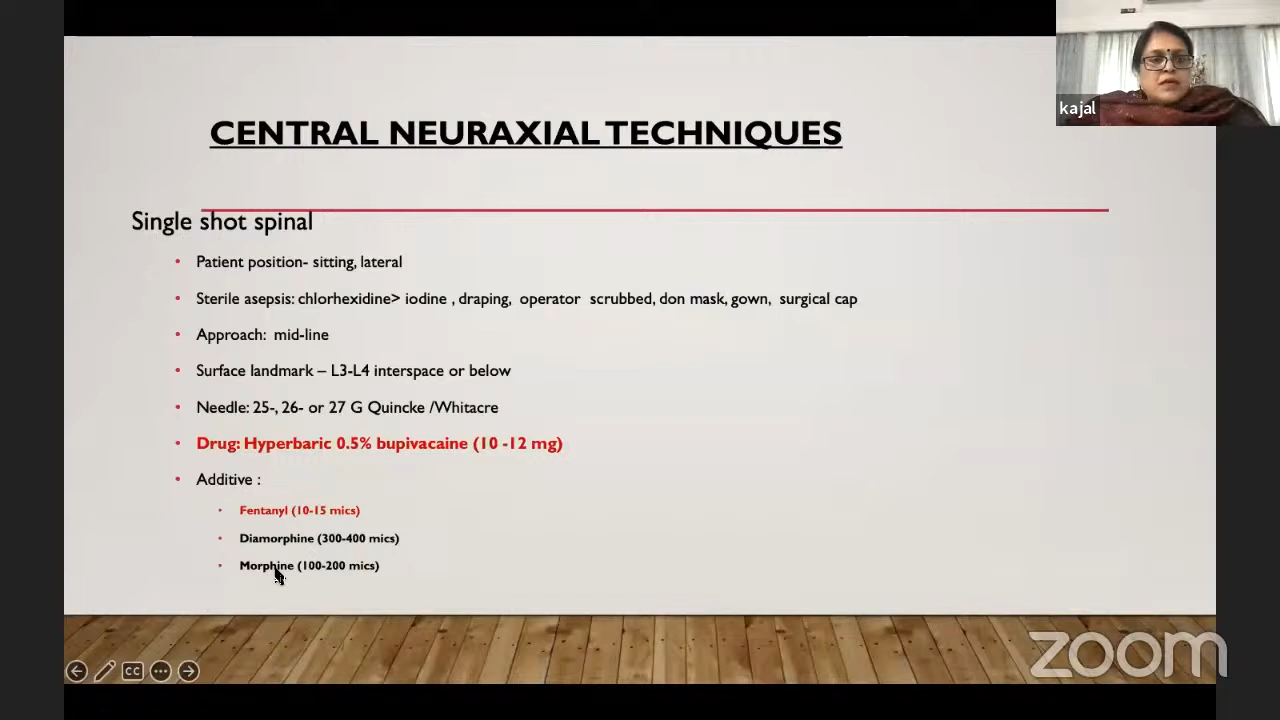 kajal
CENTRAL NEURAXIAL TECHNIQUES
Single shot spinal
• Patient position- sitting, lateral
• Sterile asepsis: chlorhexidine> iodine , draping, operator scrubbed, don mask, gown, surgical cap
• Approach: mid-line
• Surface landmark – L3-L4 interspace or below
• Needle: 25-, 26- or 27 G Quincke /Whitacre
• Drug: Hyperbaric 0.5% bupivacaine (10 -12 mg)
• Additive :
• Fentanyl (10-15 mics)
• Diamorphine (300-400 mics)
• Morphine (100-200 mics)
CC
zoom